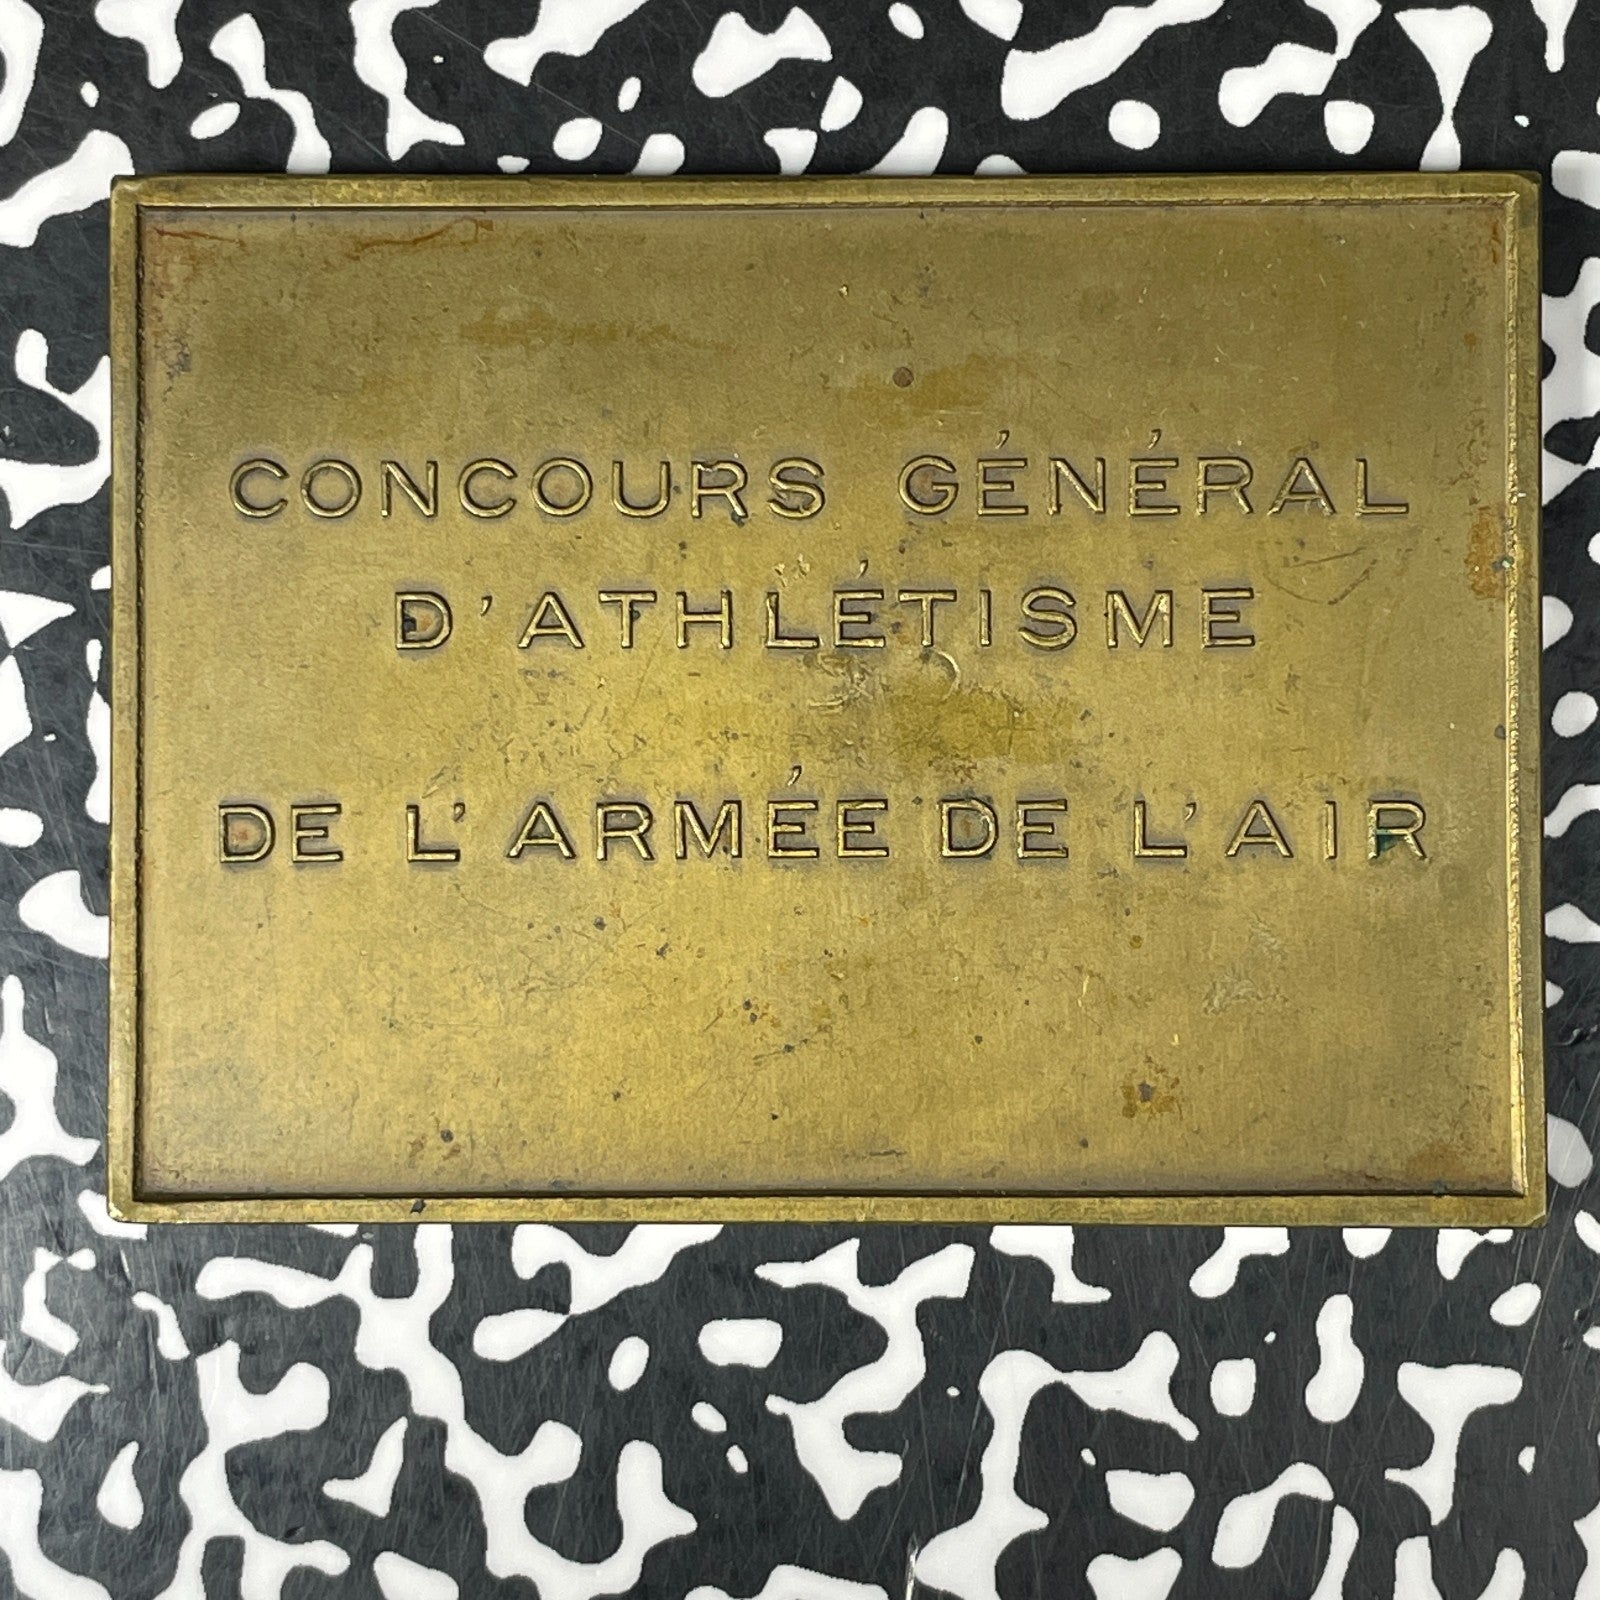 CONCOURS GÉNÉRAL
D'ATHLÉTISME
DE L'ARMÉE DE L'AIR